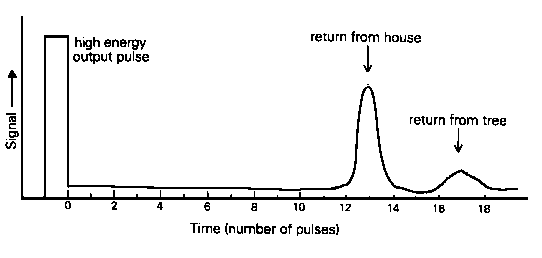 high energy
output pulse
return from house
return from tree
Signal
0 2 4 6 8 10 12 14 16 18
Time (number of pulses)